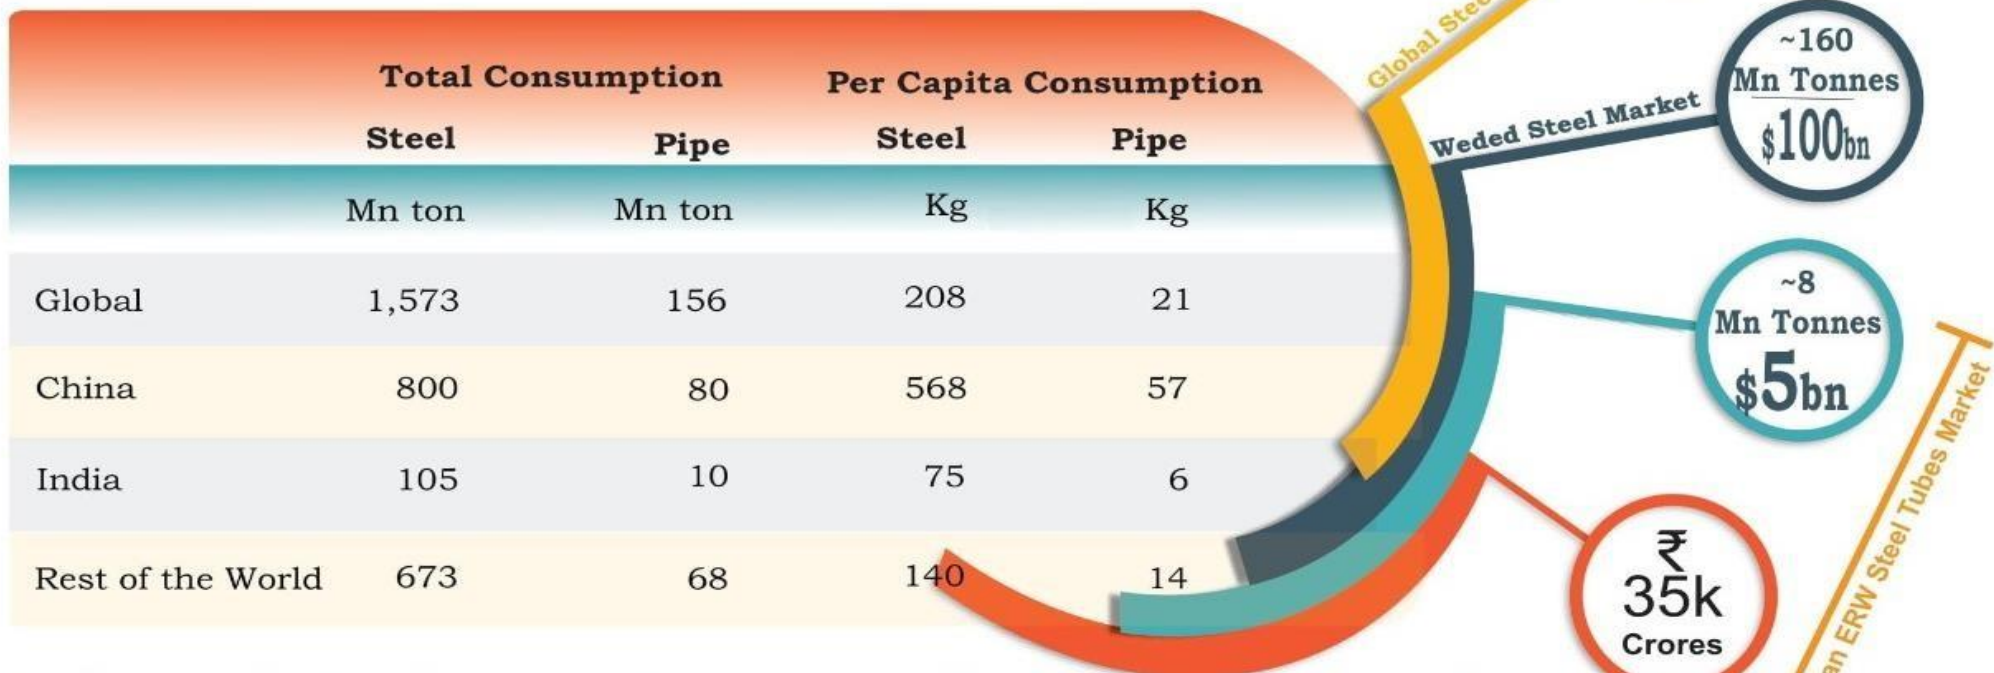 Total Consumption Per Capita Consumption
Steel Pipe Steel Pipe
Mn ton Mn ton Kg Kg
Global 1,573 156 208 21
China 800 80 568 57
India 105 10 75 6
Rest of the World 673 68 140 14
Global
Weded Steel Market
~160
Mn Tonnes
$100bn
~8
Mn Tonnes
$5bn
₹
35k
Crores
ERW Steel Tubes Market